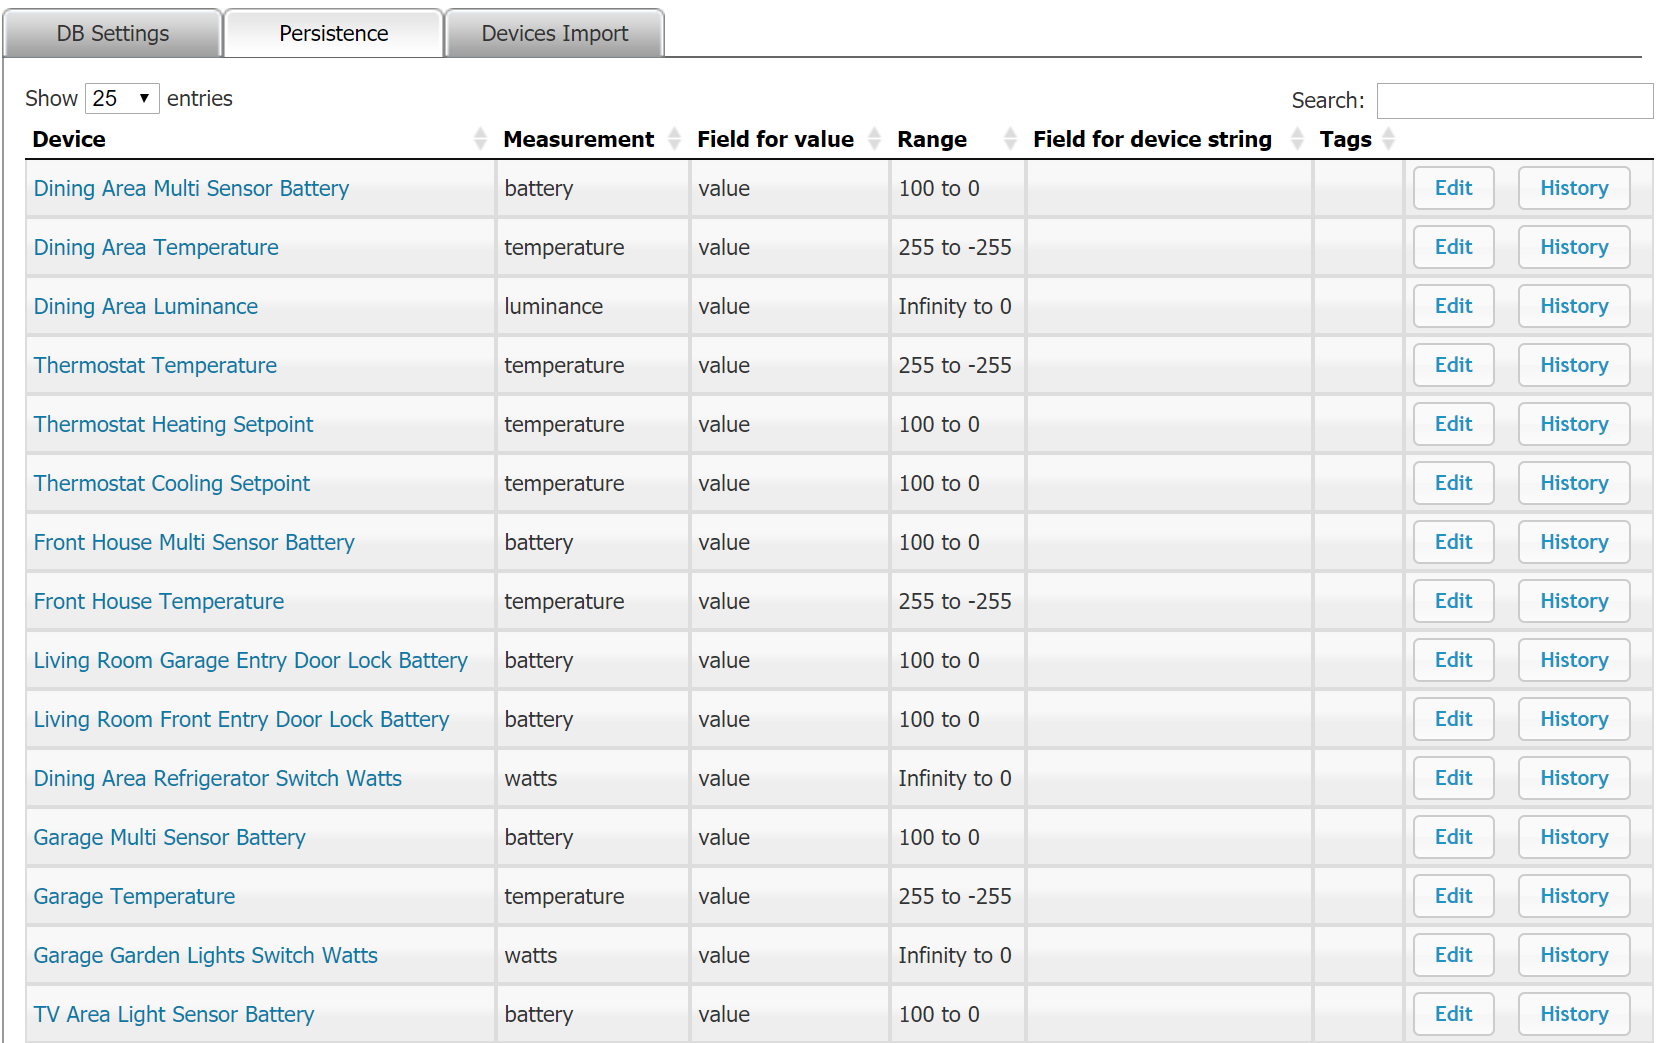 DB Settings Persistence Devices Import
Show 25 entries Search:
Device Measurement Field for value Range Field for device string Tags
Dining Area Multi Sensor Battery battery value 100 to 0 Edit History
Dining Area Temperature temperature value 255 to -255 Edit History
Dining Area Luminance luminance value Infinity to 0 Edit History
Thermostat Temperature temperature value 255 to -255 Edit History
Thermostat Heating Setpoint temperature value 100 to 0 Edit History
Thermostat Cooling Setpoint temperature value 100 to 0 Edit History
Front House Multi Sensor Battery battery value 100 to 0 Edit History
Front House Temperature temperature value 255 to -255 Edit History
Living Room Garage Entry Door Lock Battery battery value 100 to 0 Edit History
Living Room Front Entry Door Lock Battery battery value 100 to 0 Edit History
Dining Area Refrigerator Switch Watts watts value Infinity to 0 Edit History
Garage Multi Sensor Battery battery value 100 to 0 Edit History
Garage Temperature temperature value 255 to -255 Edit History
Garage Garden Lights Switch Watts watts value Infinity to 0 Edit History
TV Area Light Sensor Battery battery value 100 to 0 Edit History